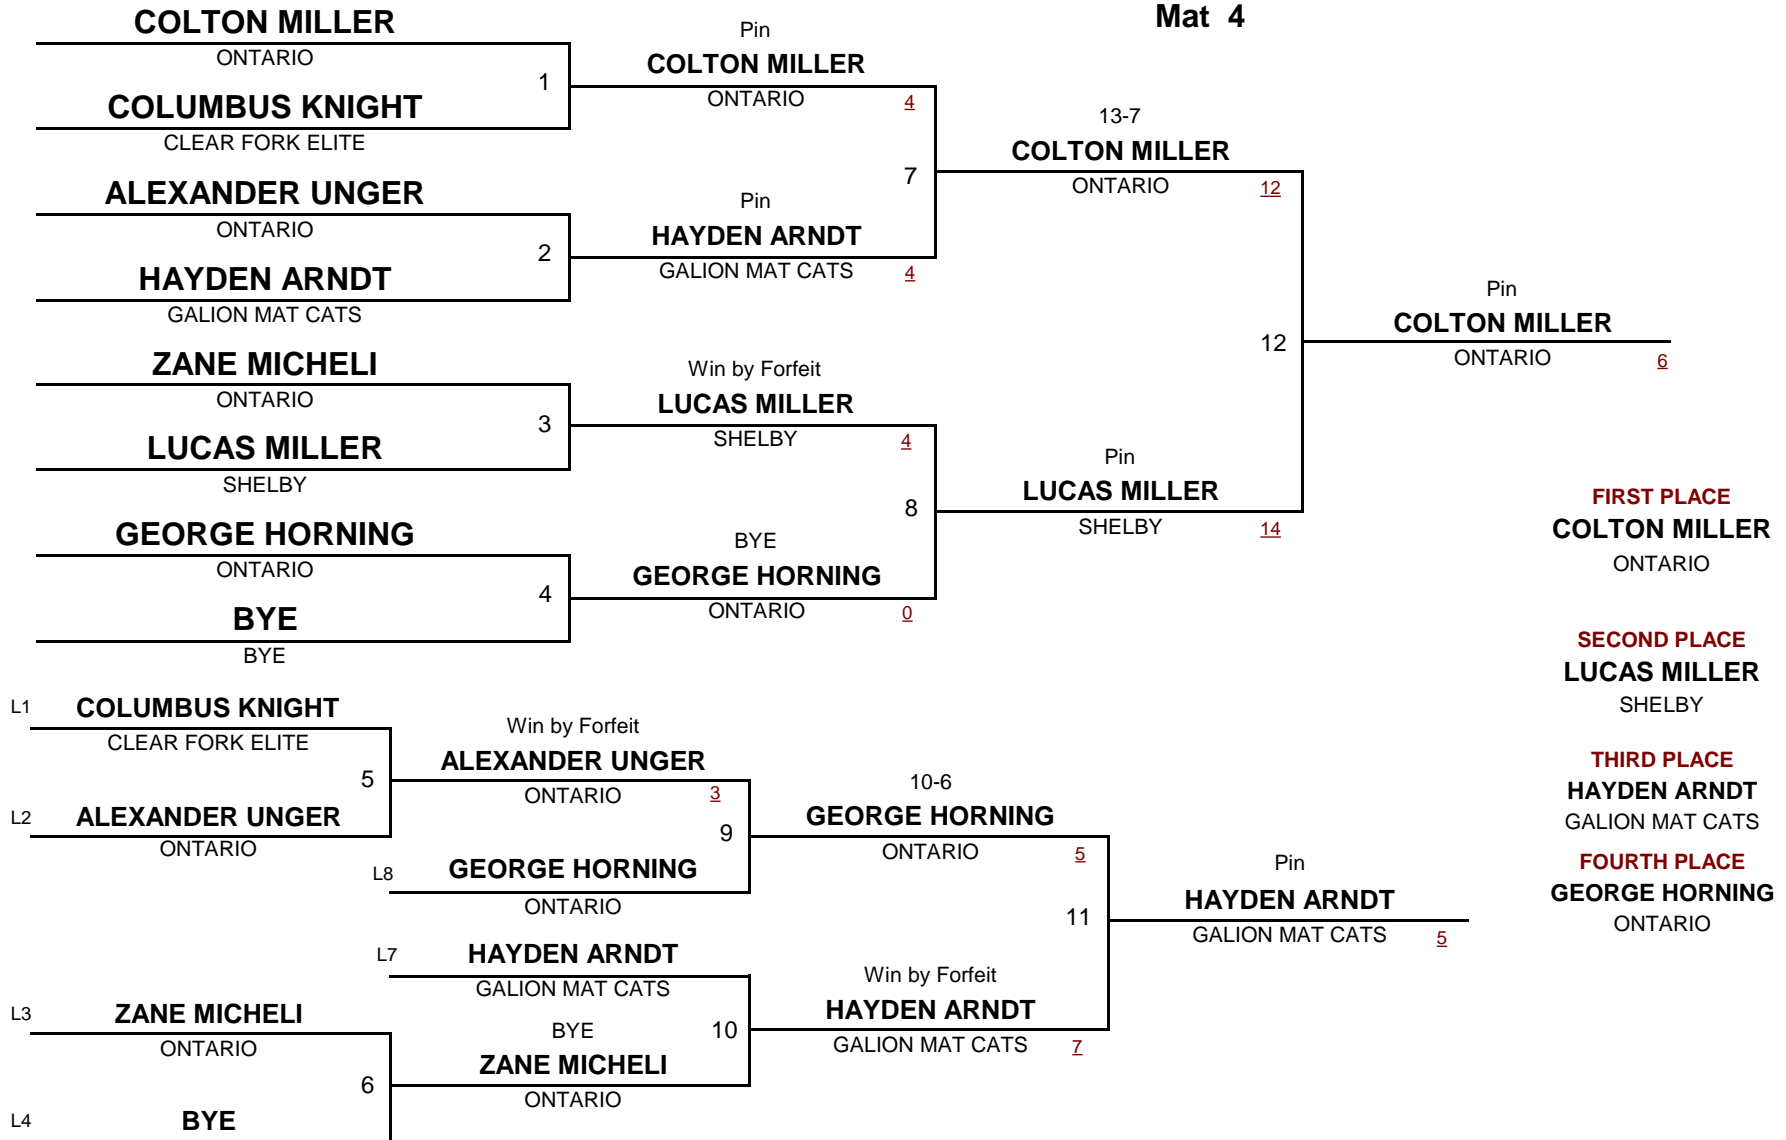 Mat 4
COLTON MILLER
ONTARIO
1
COLUMBUS KNIGHT
CLEAR FORK ELITE
ALEXANDER UNGER
ONTARIO
2
HAYDEN ARNDT
GALION MAT CATS
ZANE MICHELI
ONTARIO
3
LUCAS MILLER
SHELBY
GEORGE HORNING
ONTARIO
4
BYE
BYE
Pin
COLTON MILLER
ONTARIO 4
7
Pin
HAYDEN ARNDT
GALION MAT CATS 4
Win by Forfeit
LUCAS MILLER
SHELBY 4
8
BYE
GEORGE HORNING
ONTARIO 0
13-7
COLTON MILLER
ONTARIO 12
12
Pin
LUCAS MILLER
SHELBY 14
Pin
COLTON MILLER
ONTARIO 6
FIRST PLACE
COLTON MILLER
ONTARIO
SECOND PLACE
LUCAS MILLER
SHELBY
THIRD PLACE
HAYDEN ARNDT
GALION MAT CATS
FOURTH PLACE
GEORGE HORNING
ONTARIO
L1 COLUMBUS KNIGHT
CLEAR FORK ELITE
5
L2 ALEXANDER UNGER
ONTARIO
L3 ZANE MICHELI
ONTARIO
6
L4 BYE
Win by Forfeit
ALEXANDER UNGER
ONTARIO 3
9
L8 GEORGE HORNING
ONTARIO
L7 HAYDEN ARNDT
GALION MAT CATS
10
BYE
ZANE MICHELI
ONTARIO
10-6
GEORGE HORNING
ONTARIO 5
11
Win by Forfeit
HAYDEN ARNDT
GALION MAT CATS 7
Pin
HAYDEN ARNDT
GALION MAT CATS 5